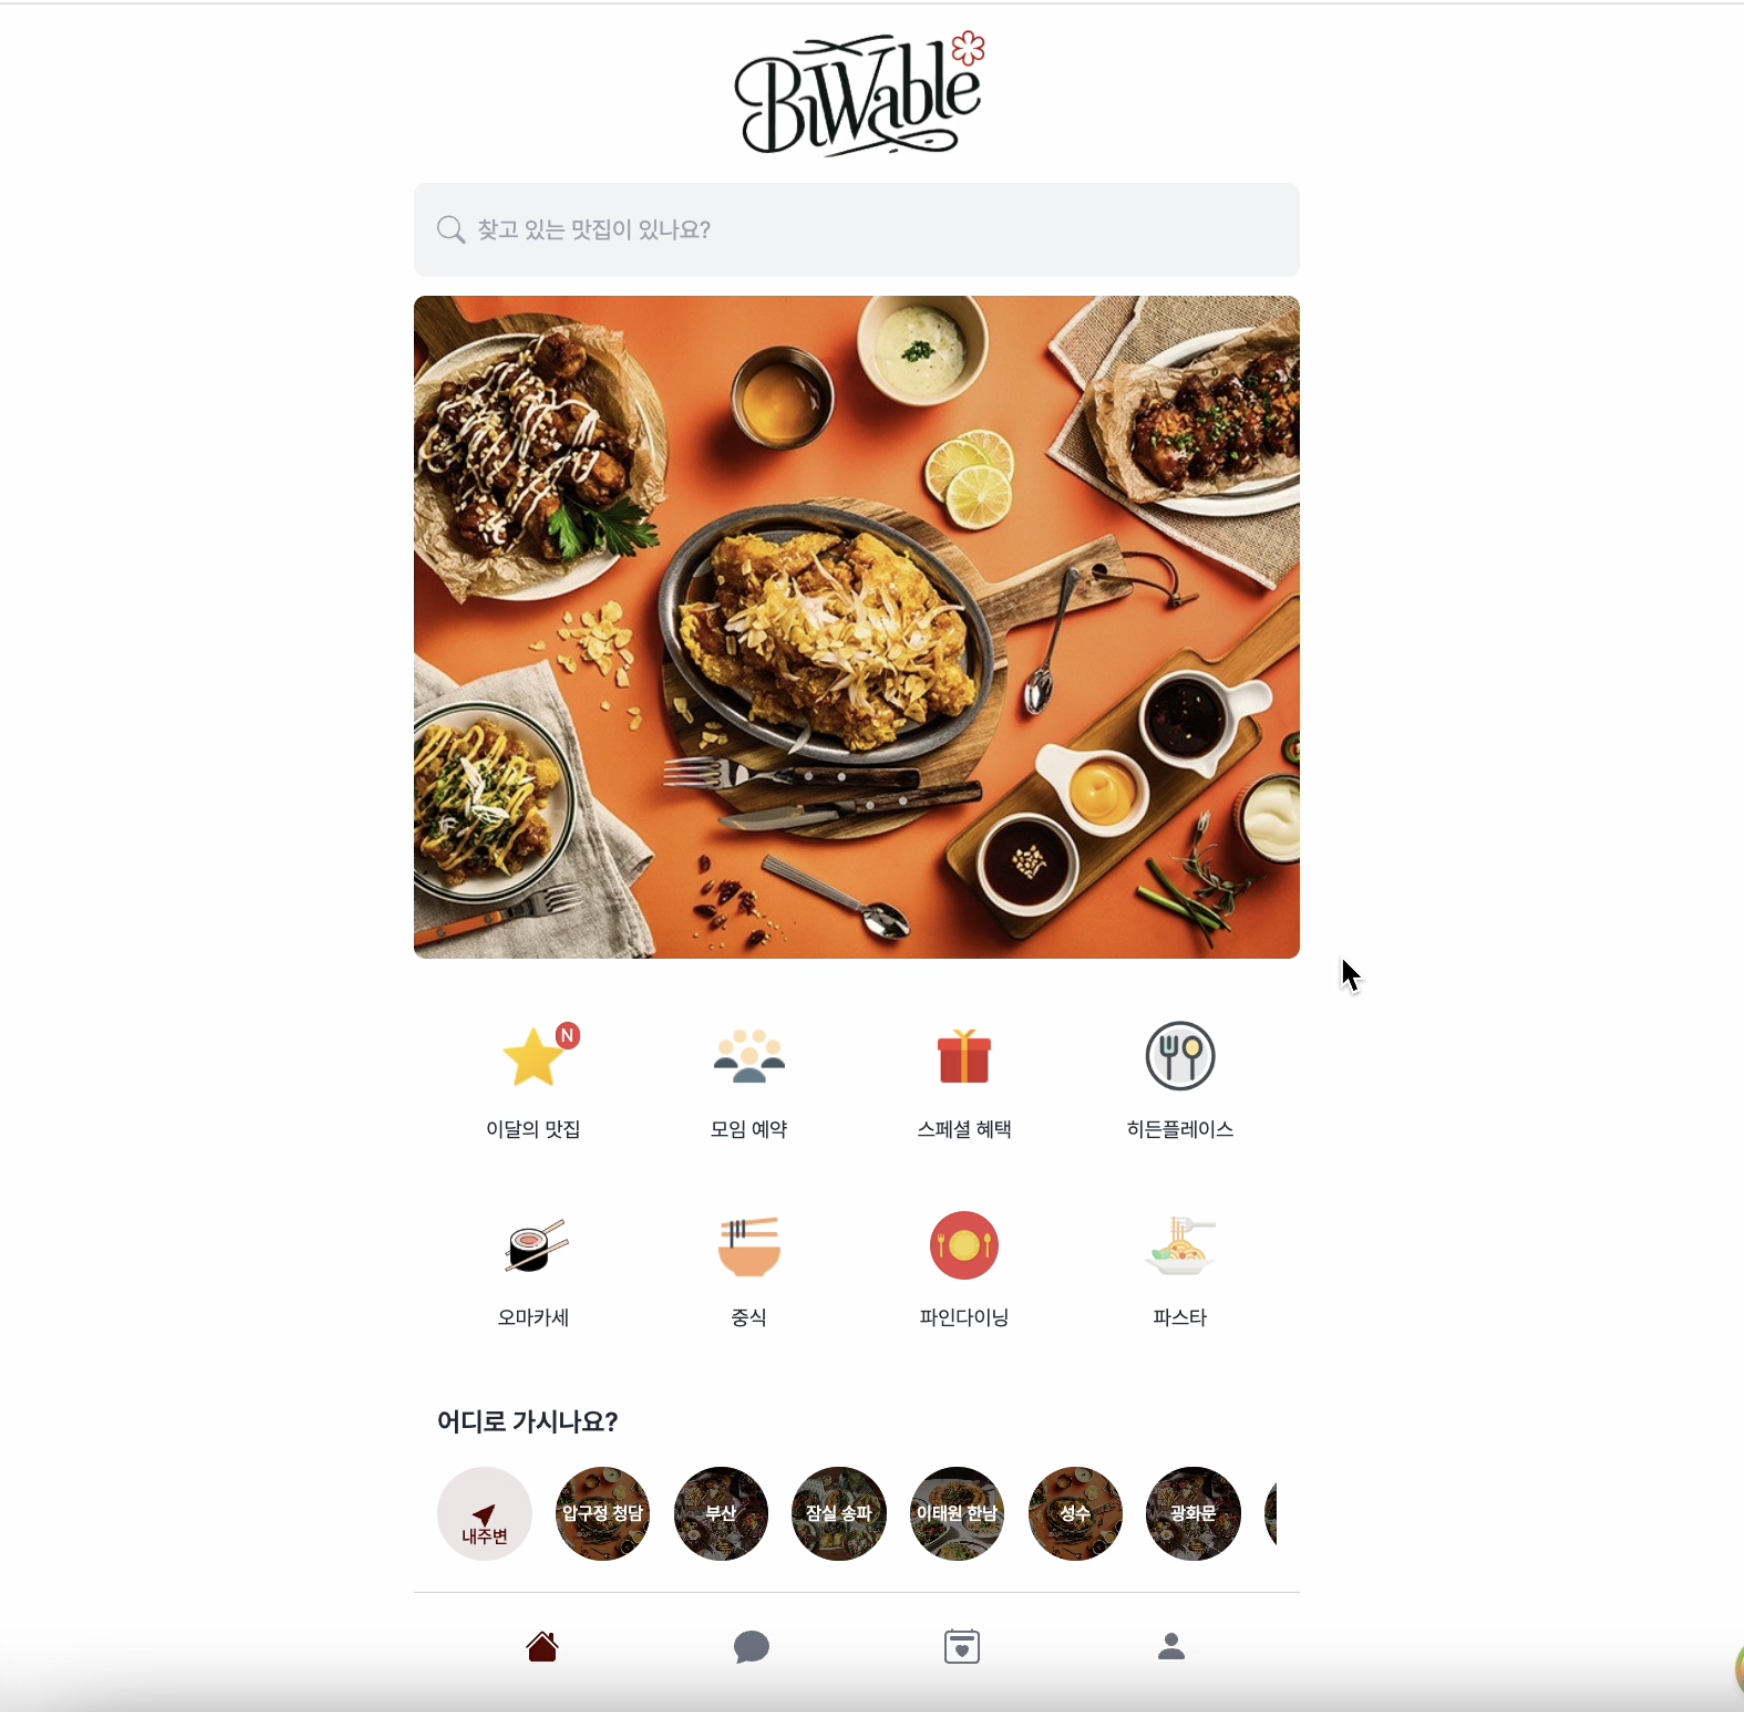 BiWable
찾고 있는 맛집이 있나요?
N
이달의 맛집
모임 예약
스페셜 혜택
히든플레이스
오마카세
중식
파인다이닝
파스타
어디로 가시나요?
내주변
압구정 청담
부산
잠실 송파
이태원 한남
성수
광화문